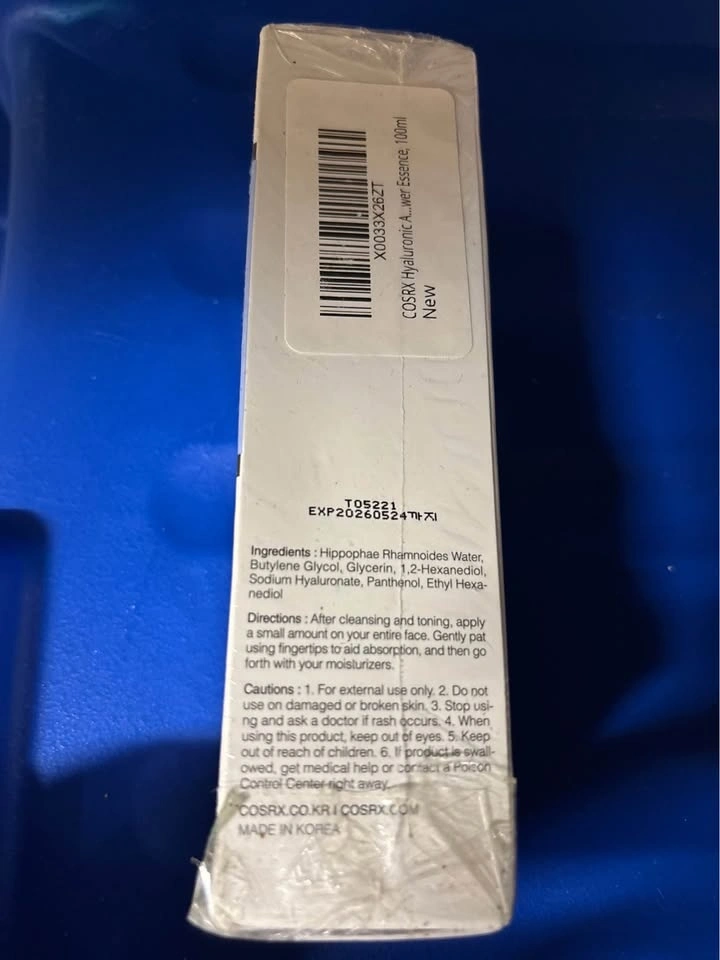 X0033X26ZT
COSRX Hyaluronic A...wer Essence, 100ml
New
T05221
EXP20260524까지
Ingredients : Hippophae Rhamnoides Water,
Butylene Glycol, Glycerin, 1,2-Hexanediol,
Sodium Hyaluronate, Panthenol, Ethyl Hexa-
nediol
Directions : After cleansing and toning, apply
a small amount on your entire face. Gently pat
using fingertips to aid absorption, and then go
forth with your moisturizers.
Cautions : 1. For external use only. 2. Do not
use on damaged or broken skin. 3. Stop usi-
ng and ask a doctor if rash occurs. 4. When
using this product, keep out of eyes. 5. Keep
out of reach of children. 6. If product is swall-
owed, get medical help or contact a Poison
Control Center right away.
COSRX.CO.KR I COSRX.COM
MADE IN KOREA